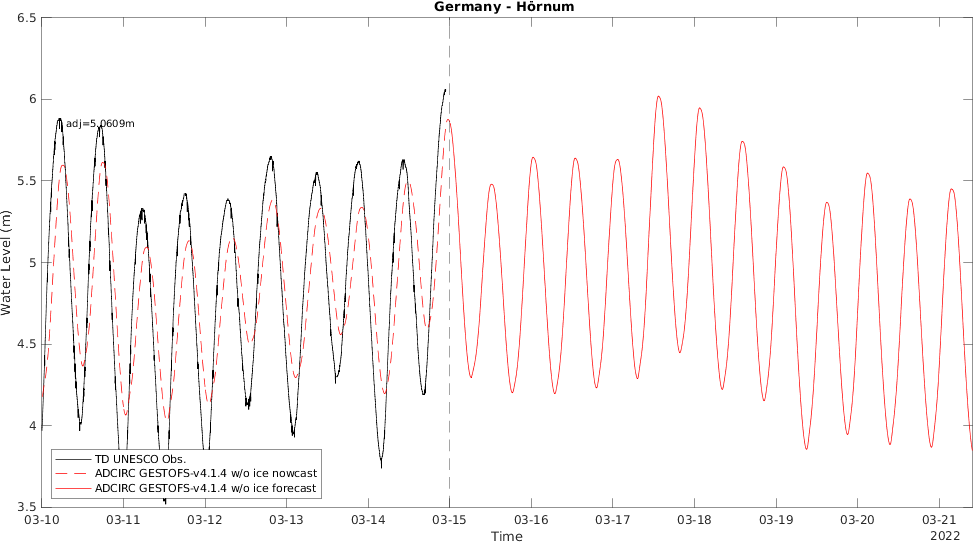 Germany - Hörnum
6.5
6
5.5
5
4.5
4
3.5
Water Level (m)
adj=5.0609m
TD UNESCO Obs.
ADCIRC GESTOFS-v4.1.4 w/o ice nowcast
ADCIRC GESTOFS-v4.1.4 w/o ice forecast
03-10 03-11 03-12 03-13 03-14 03-15 03-16 03-17 03-18 03-19 03-20 03-21
Time
2022